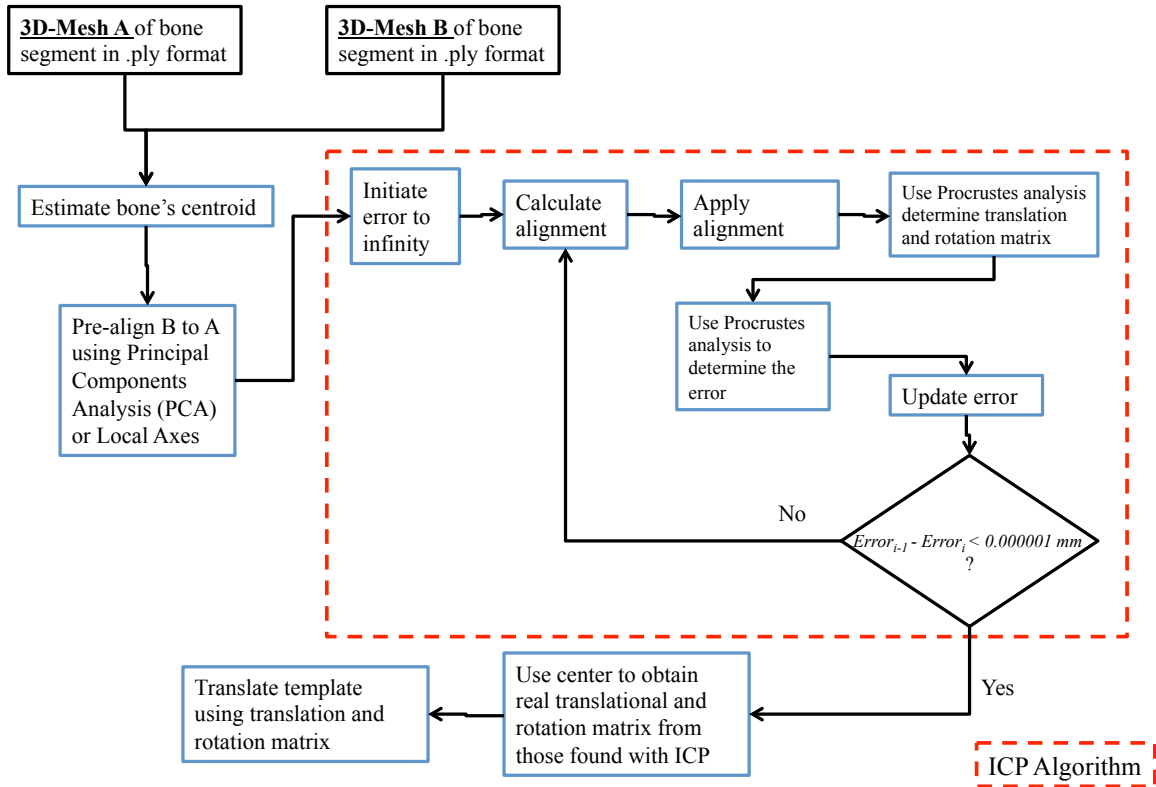 3D-Mesh A of bone
segment in .ply format
3D-Mesh B of bone
segment in .ply format
Estimate bone's centroid
Pre-align B to A
using Principal
Components
Analysis (PCA)
or Local Axes
Initiate
error to
infinity
Calculate
alignment
Apply
alignment
Use Procrustes analysis
determine translation
and rotation matrix
Use Procrustes
analysis to
determine the
error
Update error
Error_{i-1} - Error_i < 0.000001 mm
?
No
Yes
Use center to obtain
real translational and
rotation matrix from
those found with ICP
Translate template
using translation and
rotation matrix
ICP Algorithm